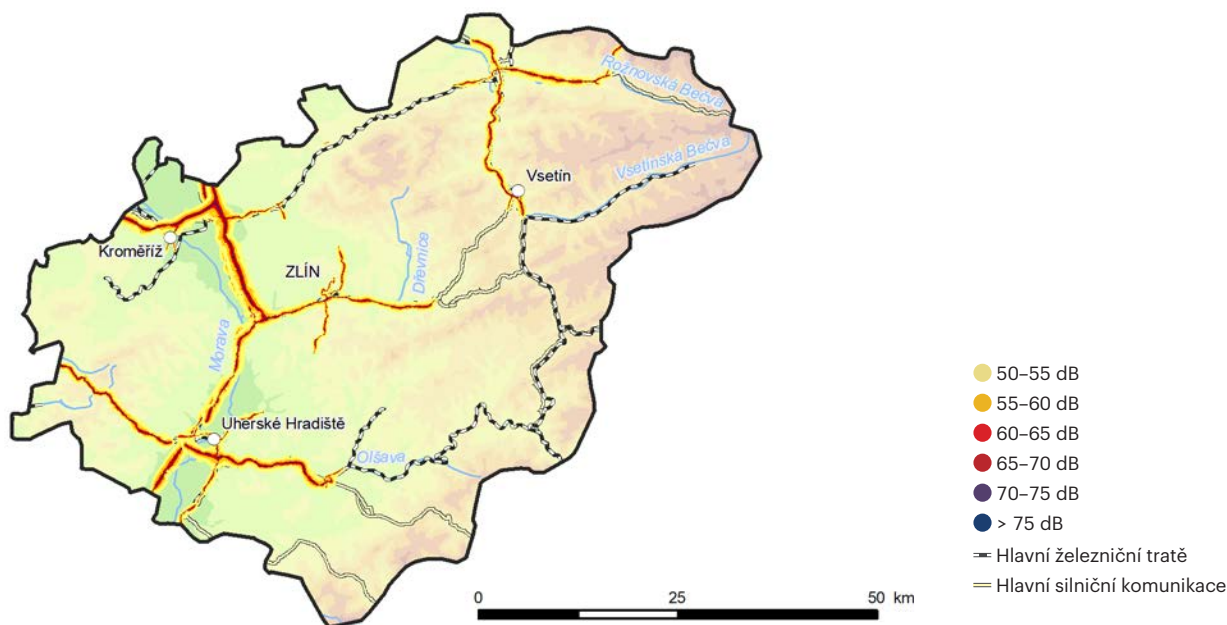 Rožnovská Bečva
Vsetínská Bečva
Vsetín
Kroměříž
ZLÍN
Dřevnice
Morava
Uherské Hradiště
Olšava
50–55 dB
55–60 dB
60–65 dB
65–70 dB
70–75 dB
> 75 dB
Hlavní železniční tratě
Hlavní silniční komunikace
0 25 50 km